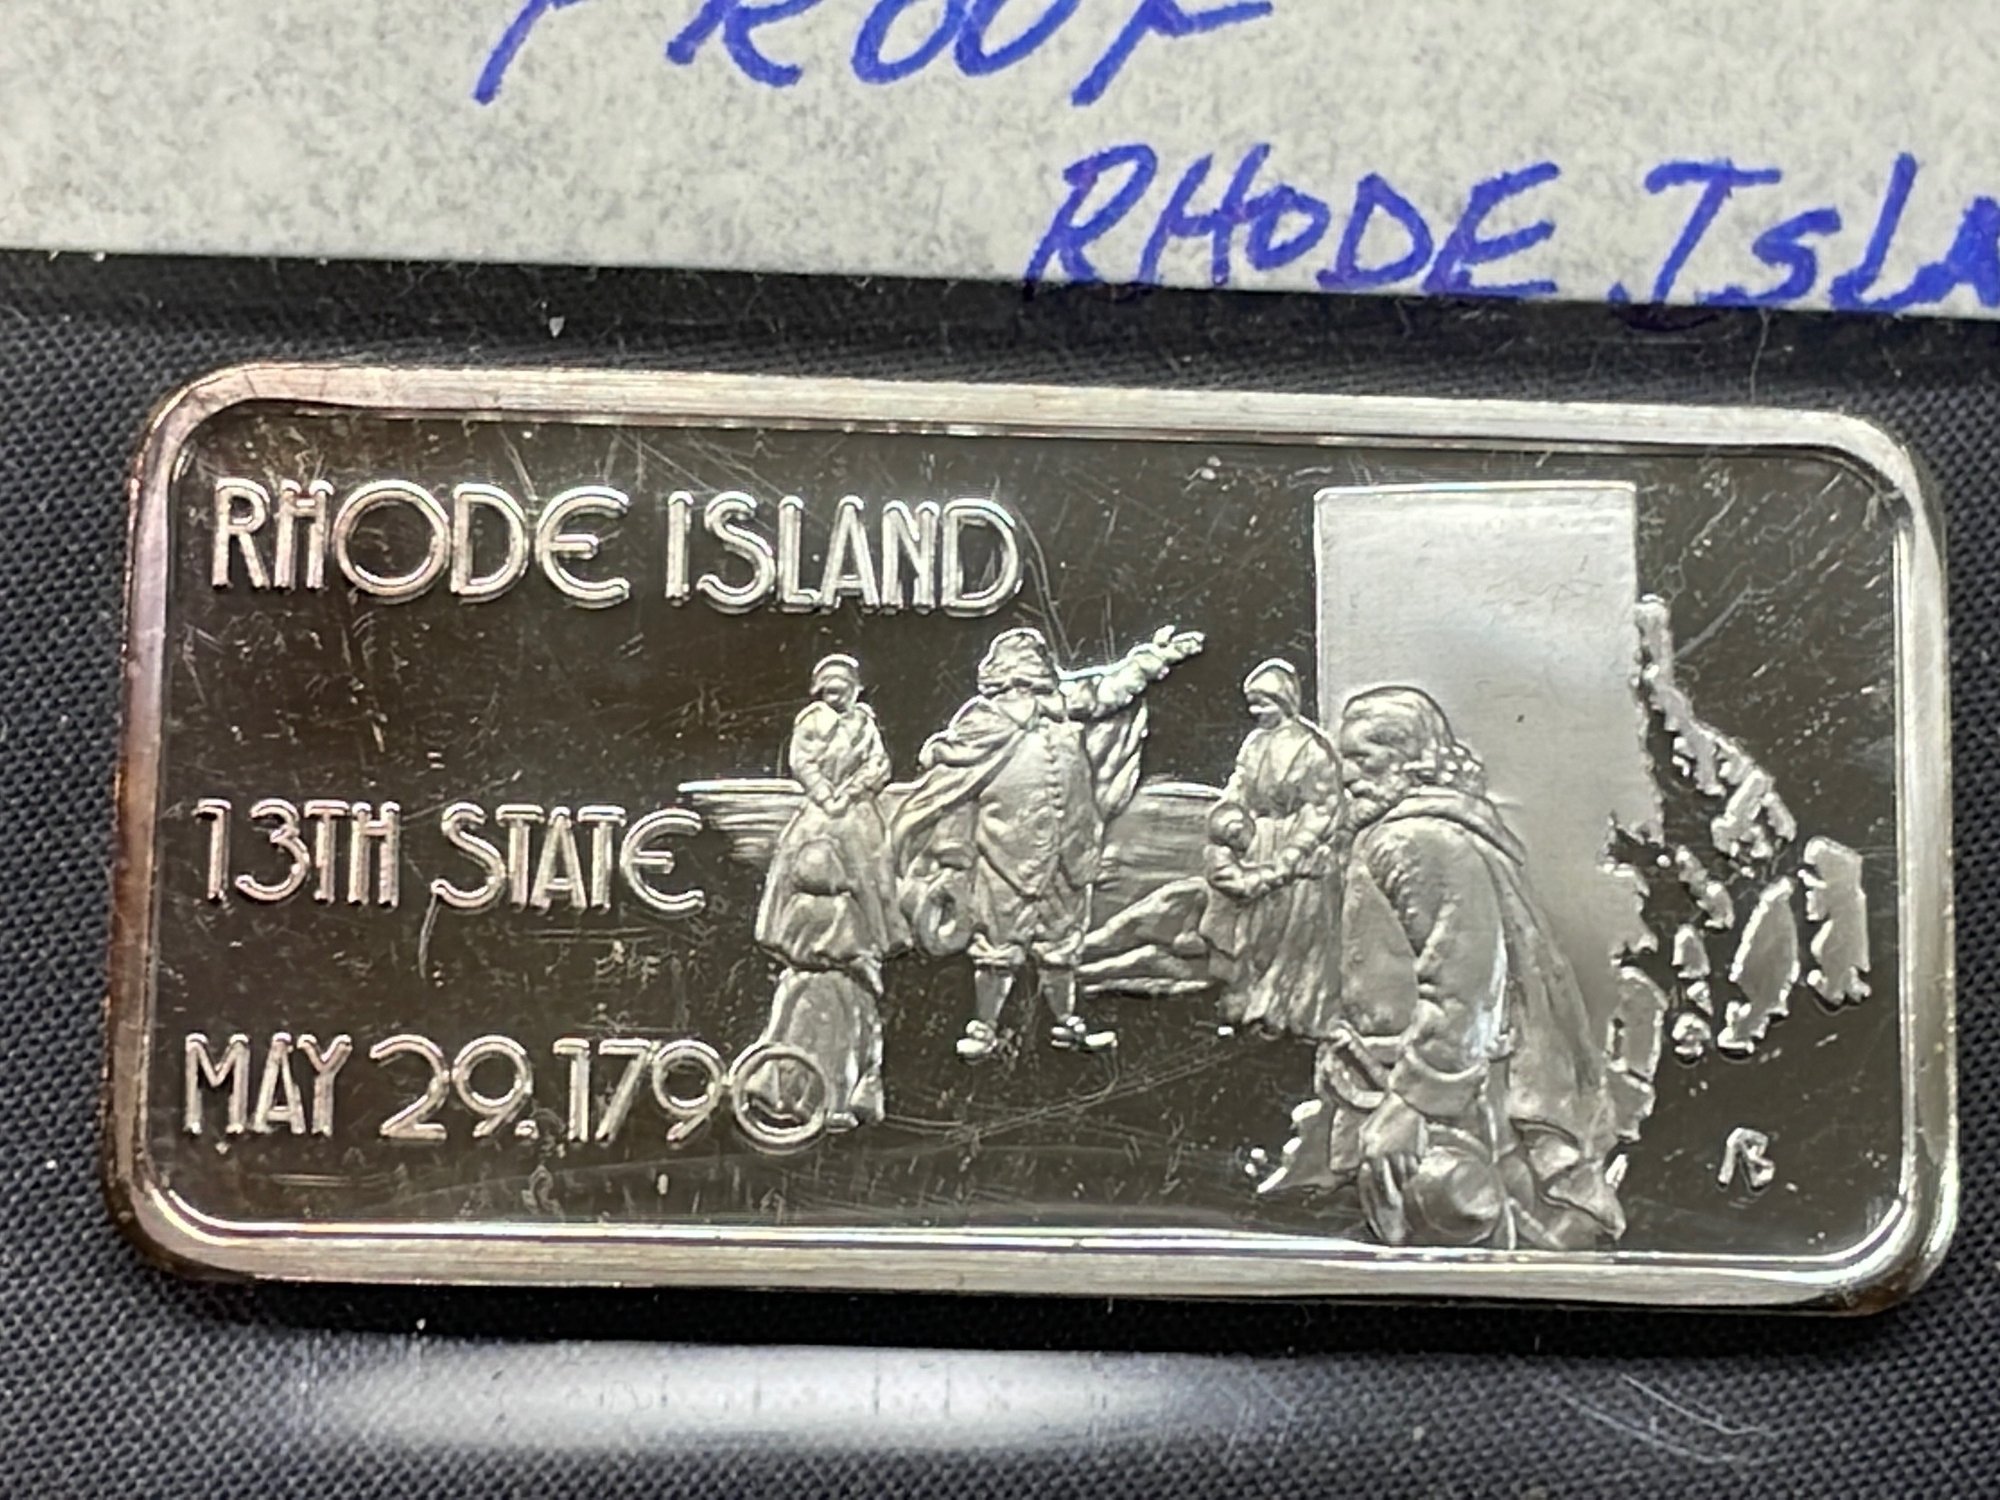 PROOF
RHODE ISLA
RHODE ISLAND
13TH STATE
MAY 29.1790